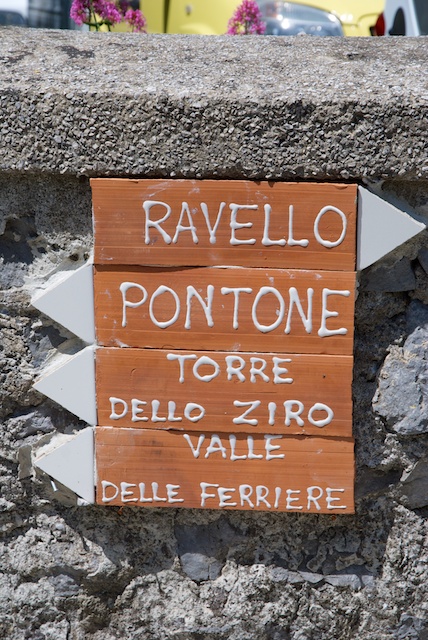 RAVELLO
PONTONE
TORRE
DELLO ZIRO
VALLE
DELLE FERRIERE